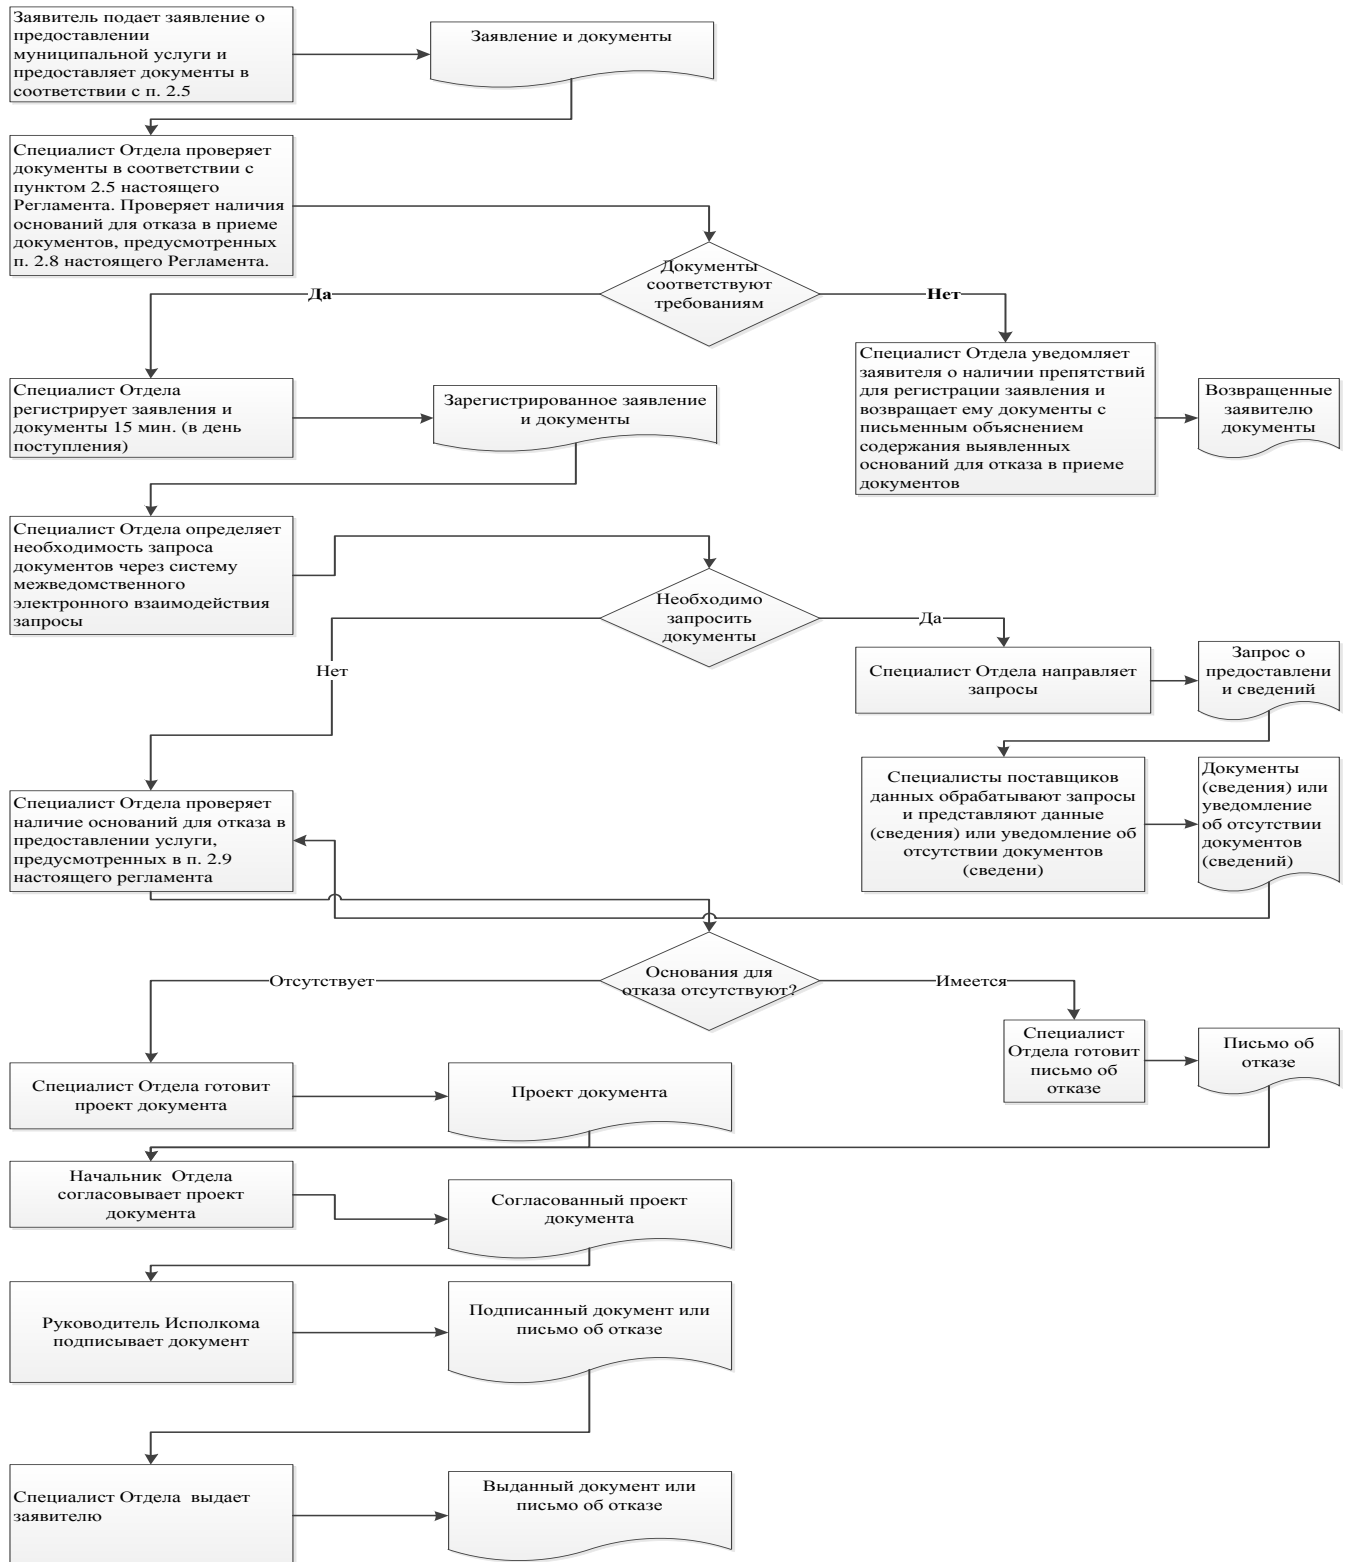 Заявитель подает заявление о
предоставлении
муниципальной услуги и
предоставляет документы в
соответствии с п. 2.5
Заявление и документы
Специалист Отдела проверяет
документы в соответствии с
пунктом 2.5 настоящего
Регламента. Проверяет наличия
оснований для отказа в приеме
документов, предусмотренных
п. 2.8 настоящего Регламента.
Документы
соответствуют
требованиям
Да
Нет
Специалист Отдела
регистрирует заявления и
документы 15 мин. (в день
поступления)
Зарегистрированное заявление
и документы
Специалист Отдела уведомляет
заявителя о наличии препятствий
для регистрации заявления и
возвращает ему документы с
письменным объяснением
содержания выявленных
оснований для отказа в приеме
документов
Возвращенные
заявителю
документы
Специалист Отдела определяет
необходимость запроса
документов через систему
межведомственного
электронного взаимодействия
запросы
Необходимо
запросить
документы
Да
Нет
Специалист Отдела направляет
запросы
Запрос о
предоставлени
и сведений
Специалист Отдела проверяет
наличие оснований для отказа в
предоставлении услуги,
предусмотренных в п. 2.9
настоящего регламента
Специалисты поставщиков
данных обрабатывают запросы
и представляют данные
(сведения) или уведомление об
отсутствии документов
(сведени)
Документы
(сведения) или
уведомление
об отсутствии
документов
(сведений)
Основания для
отказа отсутствуют?
Отсутствует
Имеется
Специалист
Отдела готовит
письмо об
отказе
Письмо об
отказе
Специалист Отдела готовит
проект документа
Проект документа
Начальник Отдела
согласовывает проект
документа
Согласованный проект
документа
Руководитель Исполкома
подписывает документ
Подписанный документ или
письмо об отказе
Специалист Отдела выдает
заявителю
Выданный документ или
письмо об отказе